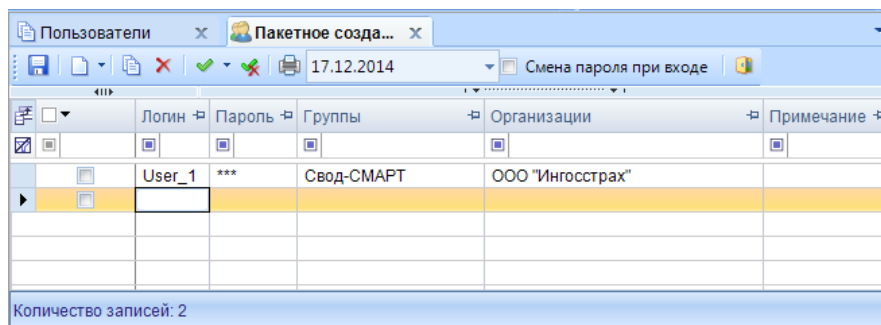 Пользователи Пакетное созда...
17.12.2014 Смена пароля при входе
Логин Пароль Группы Организации Примечание
User_1 *** Свод-СМАРТ ООО "Ингосстрах"
Количество записей: 2